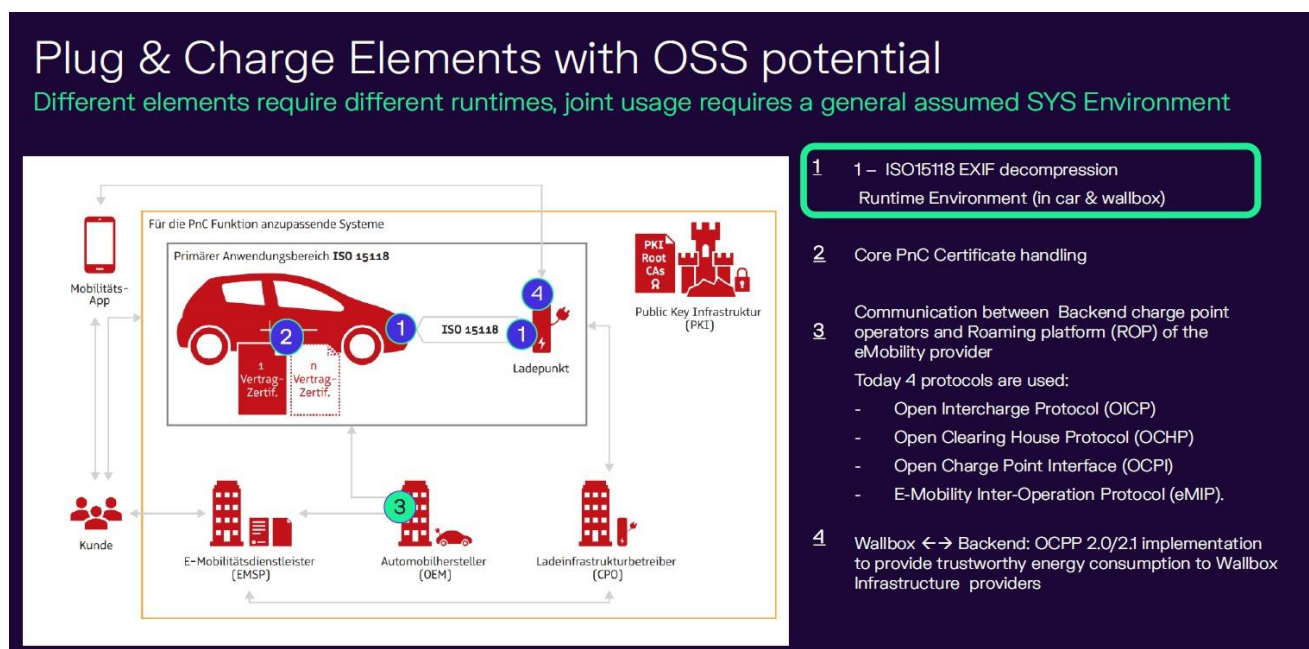 Plug & Charge Elements with OSS potential
Different elements require different runtimes, joint usage requires a general assumed SYS Environment
Für die PnC Funktion anzupassende Systeme
Primärer Anwendungsbereich ISO 15118
Mobilitäts-
App
2
1
Vertrag-
Zertif.
n
Vertrag-
Zertif.
1
ISO 15118
1
4
Ladepunkt
PKI
Root
CAs
Public Key Infrastruktur
(PKI)
Kunde
E-Mobilitätsdienstleister
(EMSP)
3
Automobilhersteller
(OEM)
Ladeinfrastrukturbetreiber
(CPO)
1 1 – ISO15118 EXIF decompression
Runtime Environment (in car & wallbox)
2 Core PnC Certificate handling
3 Communication between Backend charge point
operators and Roaming platform (ROP) of the
eMobility provider
Today 4 protocols are used:
- Open Intercharge Protocol (OICP)
- Open Clearing House Protocol (OCHP)
- Open Charge Point Interface (OCPI)
- E-Mobility Inter-Operation Protocol (eMIP).
4 Wallbox ←→ Backend: OCPP 2.0/2.1 implementation
to provide trustworthy energy consumption to Wallbox
Infrastructure providers